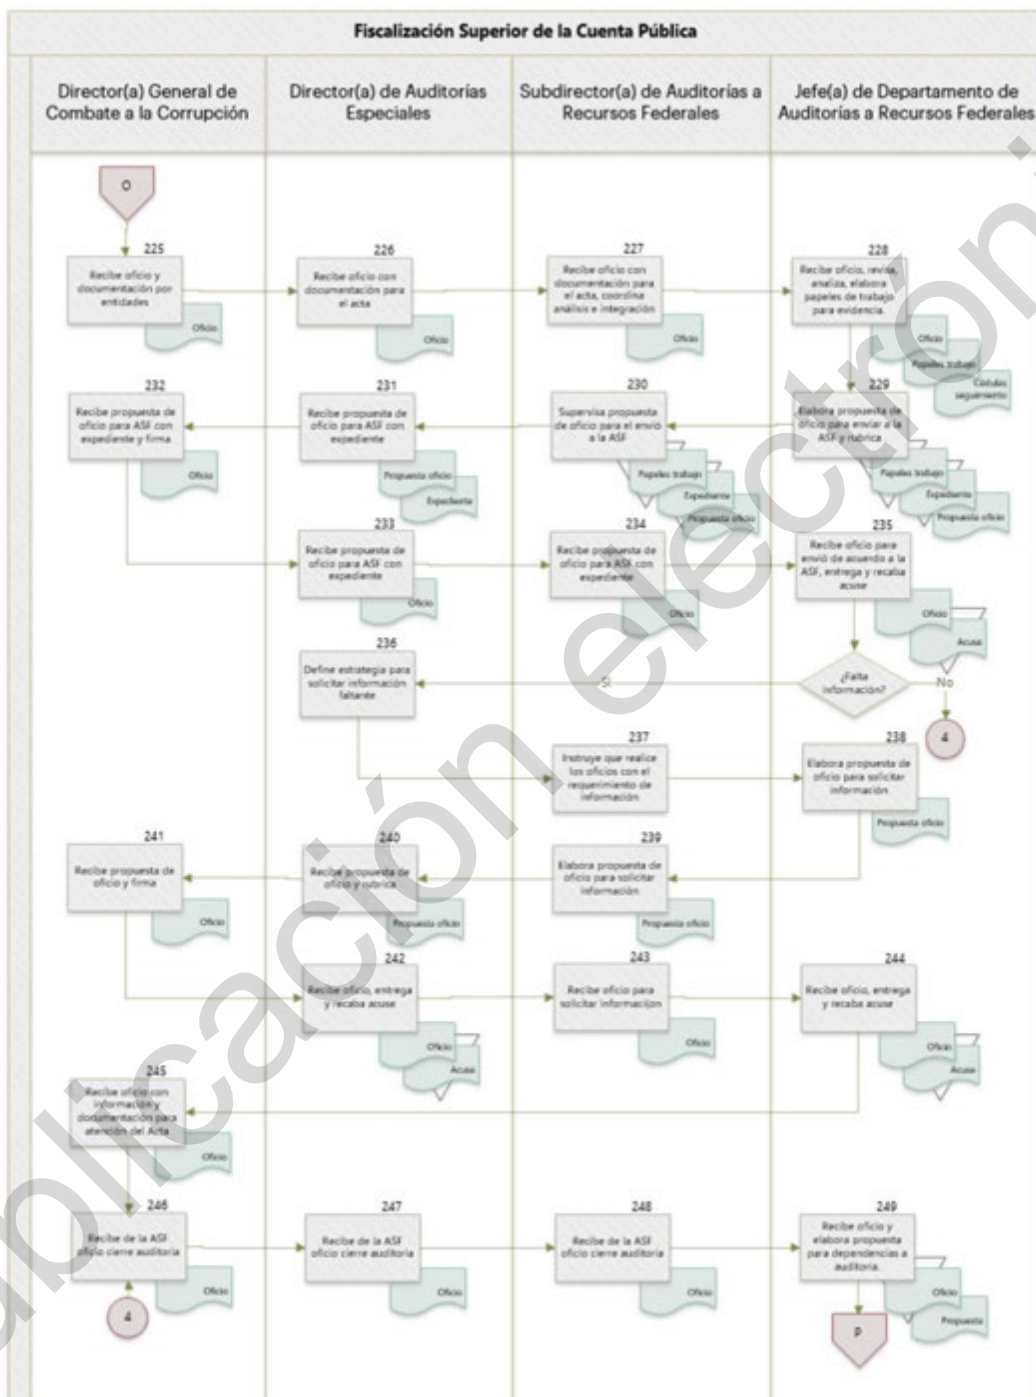 Fiscalización Superior de la Cuenta Pública
Director(a) General de
Combate a la Corrupción
Director(a) de Auditorías
Especiales
Subdirector(a) de Auditorías a
Recursos Federales
Jefe(a) de Departamento de
Auditorías a Recursos Federales
O
225
Recibe oficio y
documentación por
entidades
Oficio
226
Recibe oficio con
documentación para
el acta
Oficio
227
Recibe oficio con
documentación para
el acta, coordina
análisis e integración
Oficio
228
Recibe oficio, revisa,
analiza, elabora
papeles de trabajo
para evidencia.
Oficio
Papeles trabajo
Cédulas
seguimiento
232
Recibe propuesta de
oficio para ASF con
expediente y firma
Oficio
231
Recibe propuesta de
oficio para ASF con
expediente
Propuesta oficio
Expediente
230
Supervisa propuesta
de oficio para el envió
a la ASF
Papeles trabajo
Expediente
Propuesta oficio
229
Elabora propuesta de
oficio para enviar a la
ASF y rubrica
Papeles trabajo
Expediente
Propuesta oficio
233
Recibe propuesta de
oficio para ASF con
expediente
Oficio
234
Recibe propuesta de
oficio para ASF con
expediente
Oficio
235
Recibe oficio para
envió de acuerdo a la
ASF, entrega y recaba
acuse
Oficio
Acuse
236
Define estrategia para
solicitar información
faltante
Si
¿Falta
información?
No
4
237
Instruye que realice
los oficios con el
requerimiento de
información
238
Elabora propuesta de
oficio para solicitar
información
Propuesta oficio
241
Recibe propuesta de
oficio y firma
Oficio
240
Recibe propuesta de
oficio y rubrica
Propuesta oficio
239
Elabora propuesta de
oficio para solicitar
información
Propuesta oficio
242
Recibe oficio, entrega
y recaba acuse
Oficio
Acuse
243
Recibe oficio para
solicitar informacijon
Oficio
244
Recibe oficio, entrega
y recaba acuse
Oficio
Acuse
245
Recibe oficio con
información y
documentación para
atención del Acta
Oficio
246
Recibe de la ASF
oficio cierre auditoria
Oficio
4
247
Recibe de la ASF
oficio cierre auditoria
Oficio
248
Recibe de la ASF
oficio cierre auditoria
Oficio
249
Recibe oficio y
elabora propuesta
para dependencias a
auditoria.
Oficio
Propuesta
P
ublicación electrón